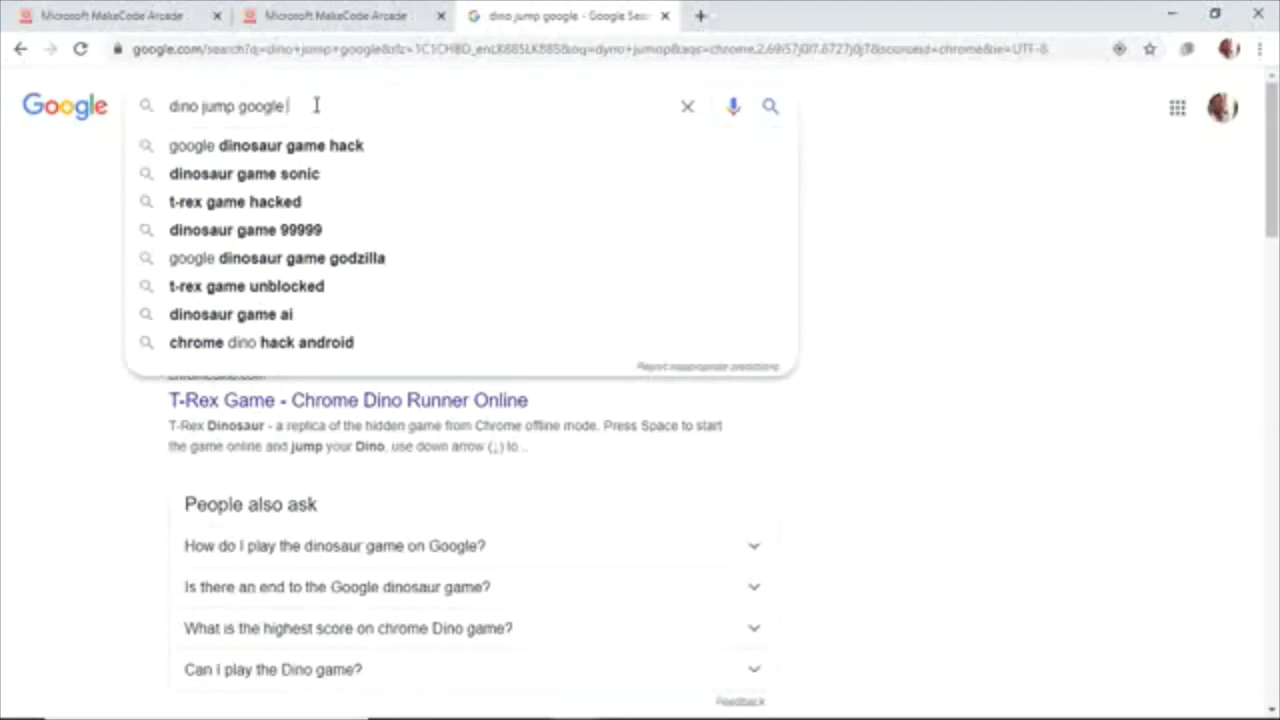 Microsoft MakeCode Arcade
Microsoft MakeCode Arcade
dino jump google - Google Sear
Google
dino jump google
google dinosaur game hack
dinosaur game sonic
t-rex game hacked
dinosaur game 99999
google dinosaur game godzilla
t-rex game unblocked
dinosaur game ai
chrome dino hack android
Report inappropriate predictions
T-Rex Game - Chrome Dino Runner Online
T-Rex Dinosaur - a replica of the hidden game from Chrome offline mode. Press Space to start
the game online and jump your Dino, use down arrow (↓) to ...
People also ask
How do I play the dinosaur game on Google?
Is there an end to the Google dinosaur game?
What is the highest score on chrome Dino game?
Can I play the Dino game?
Feedback